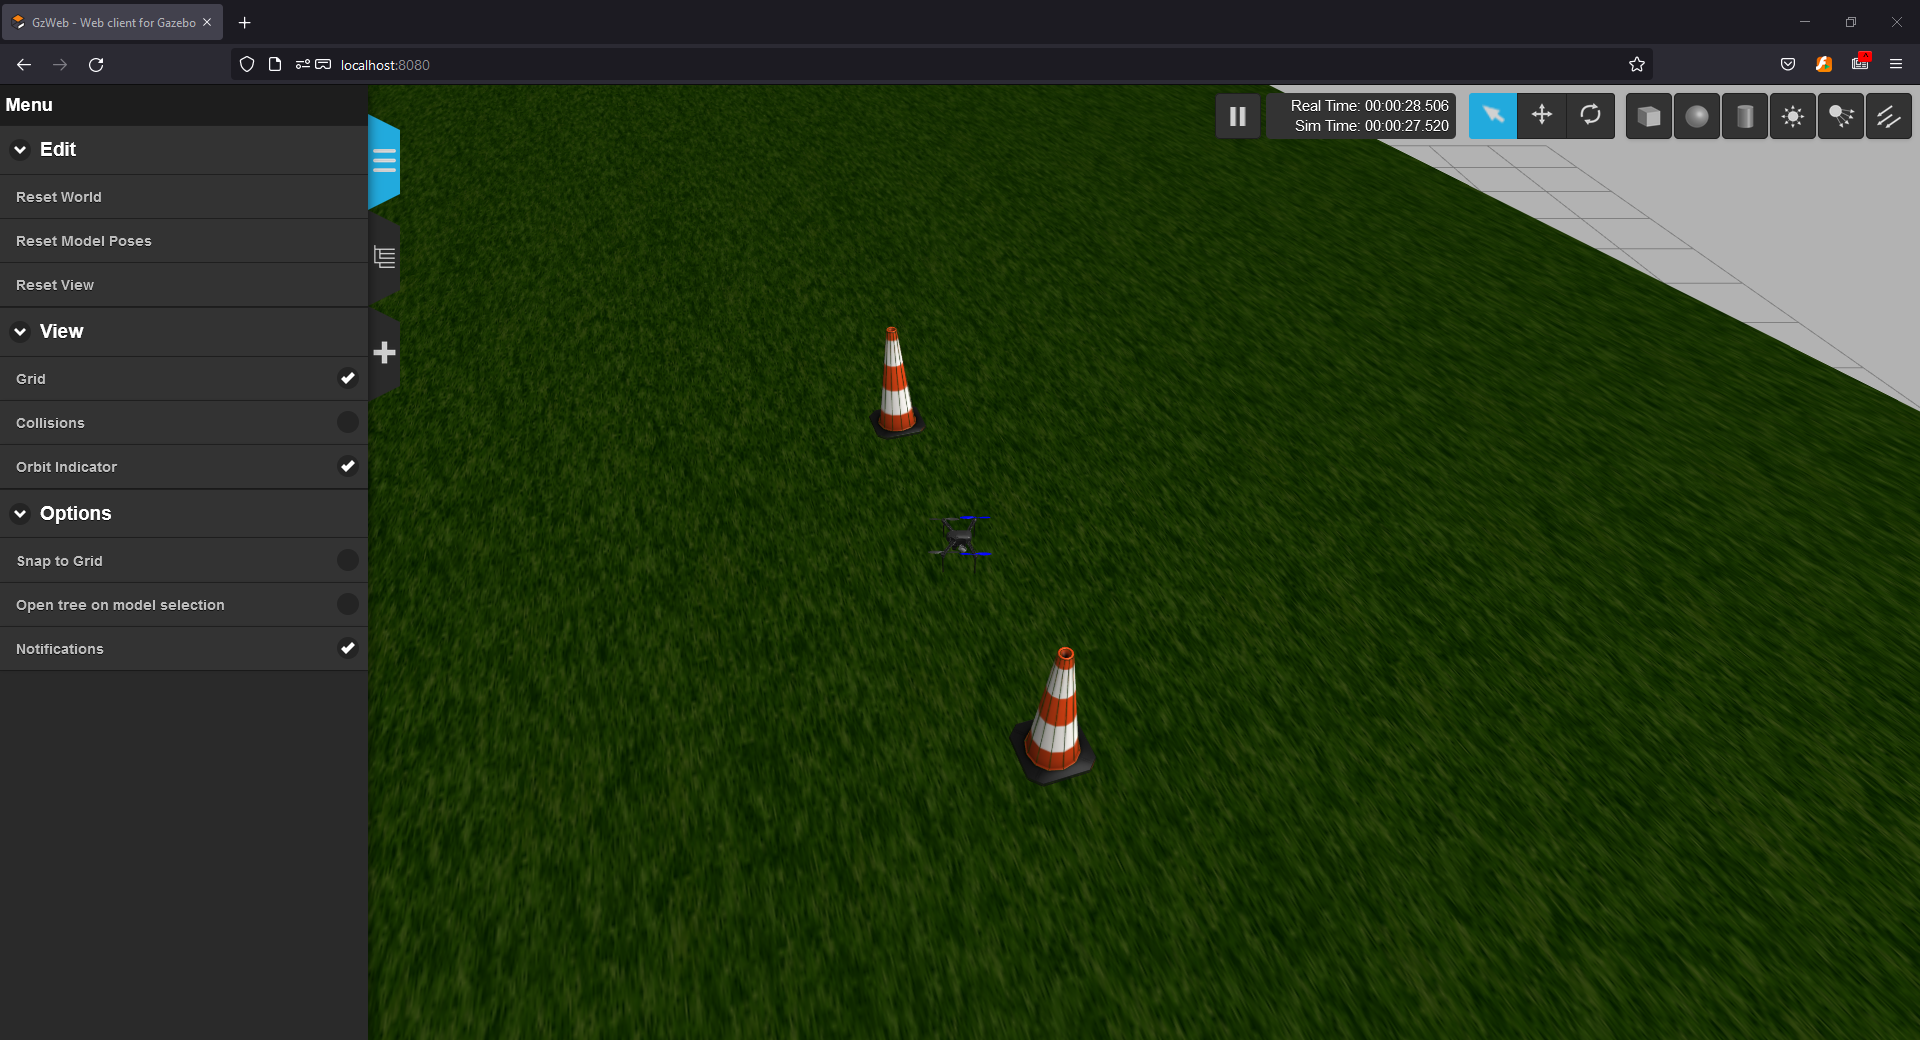 GzWeb - Web client for Gazebo
localhost:8080
Menu
Edit
Reset World
Reset Model Poses
Reset View
View
Grid
Collisions
Orbit Indicator
Options
Snap to Grid
Open tree on model selection
Notifications
Real Time: 00:00:28.506
Sim Time: 00:00:27.520